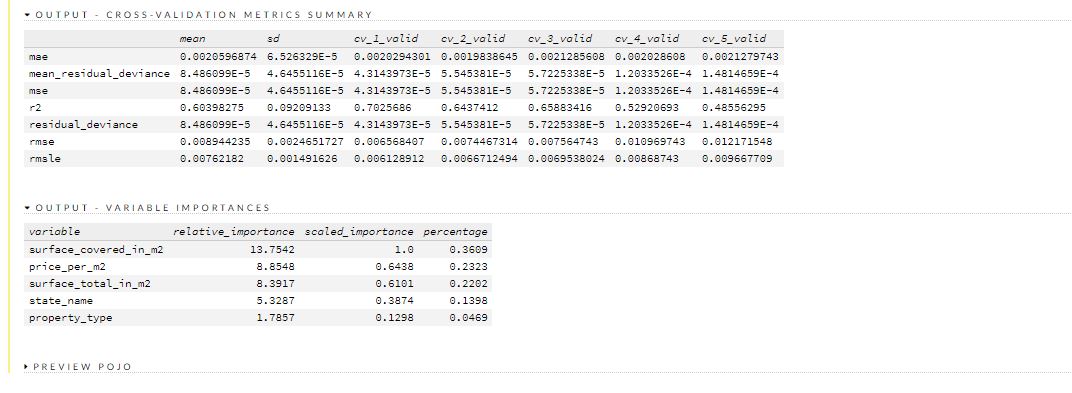 OUTPUT - CROSS-VALIDATION METRICS SUMMARY
mean sd cv_1_valid cv_2_valid cv_3_valid cv_4_valid cv_5_valid
mae 0.0020596874 6.526329E-5 0.0020294301 0.0019838645 0.0021285608 0.002028608 0.0021279743
mean_residual_deviance 8.486099E-5 4.6455116E-5 4.3143973E-5 5.545381E-5 5.7225338E-5 1.2033526E-4 1.4814659E-4
mse 8.486099E-5 4.6455116E-5 4.3143973E-5 5.545381E-5 5.7225338E-5 1.2033526E-4 1.4814659E-4
r2 0.60398275 0.09209133 0.7025686 0.6437412 0.65883416 0.52920693 0.48556295
residual_deviance 8.486099E-5 4.6455116E-5 4.3143973E-5 5.545381E-5 5.7225338E-5 1.2033526E-4 1.4814659E-4
rmse 0.008944235 0.0024651727 0.006568407 0.0074467314 0.007564743 0.010969743 0.012171548
rmsle 0.00762182 0.001491626 0.006128912 0.0066712494 0.0069538024 0.00868743 0.009667709
OUTPUT - VARIABLE IMPORTANCES
variable relative_importance scaled_importance percentage
surface_covered_in_m2 13.7542 1.0 0.3609
price_per_m2 8.8548 0.6438 0.2323
surface_total_in_m2 8.3917 0.6101 0.2202
state_name 5.3287 0.3874 0.1398
property_type 1.7857 0.1298 0.0469
PREVIEW POJO